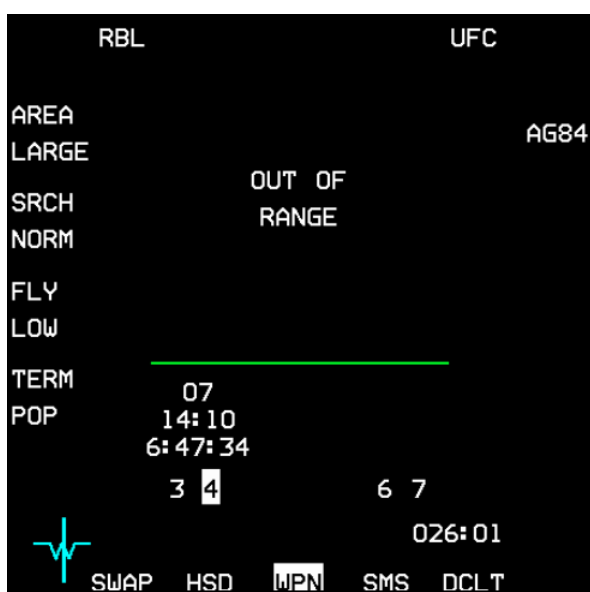 RBL UFC
AREA
LARGE
AG84
OUT OF
RANGE
SRCH
NORM
FLY
LOW
TERM
POP
07
14:10
6:47:34
3 4 6 7
026:01
SWAP HSD WPN SMS DCLT